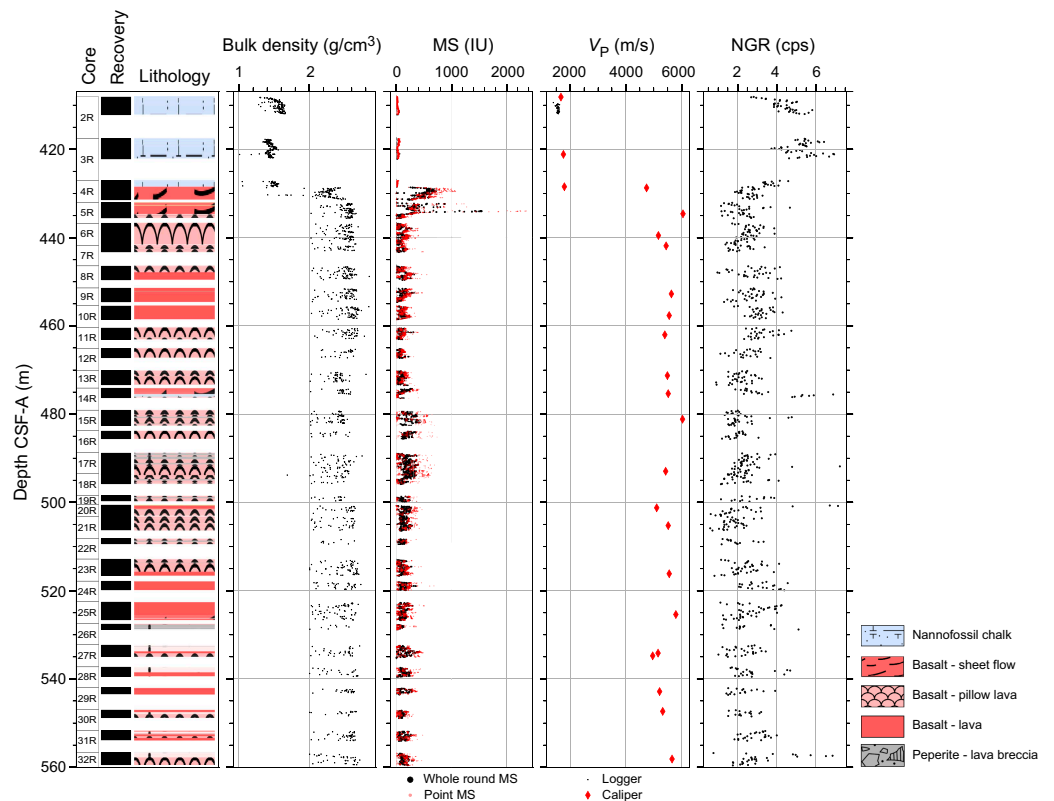 Core
Recovery
Lithology
Bulk density (g/cm³)
MS (IU)
V_P (m/s)
NGR (cps)
1 2
0 1000 2000
2000 4000 6000
2 4 6
Depth CSF-A (m)
420
440
460
480
500
520
540
560
2R
3R
4R
5R
6R
7R
8R
9R
10R
11R
12R
13R
14R
15R
16R
17R
18R
19R
20R
21R
22R
23R
24R
25R
26R
27R
28R
29R
30R
31R
32R
Whole round MS
Point MS
Logger
Caliper
Nannofossil chalk
Basalt - sheet flow
Basalt - pillow lava
Basalt - lava
Peperite - lava breccia